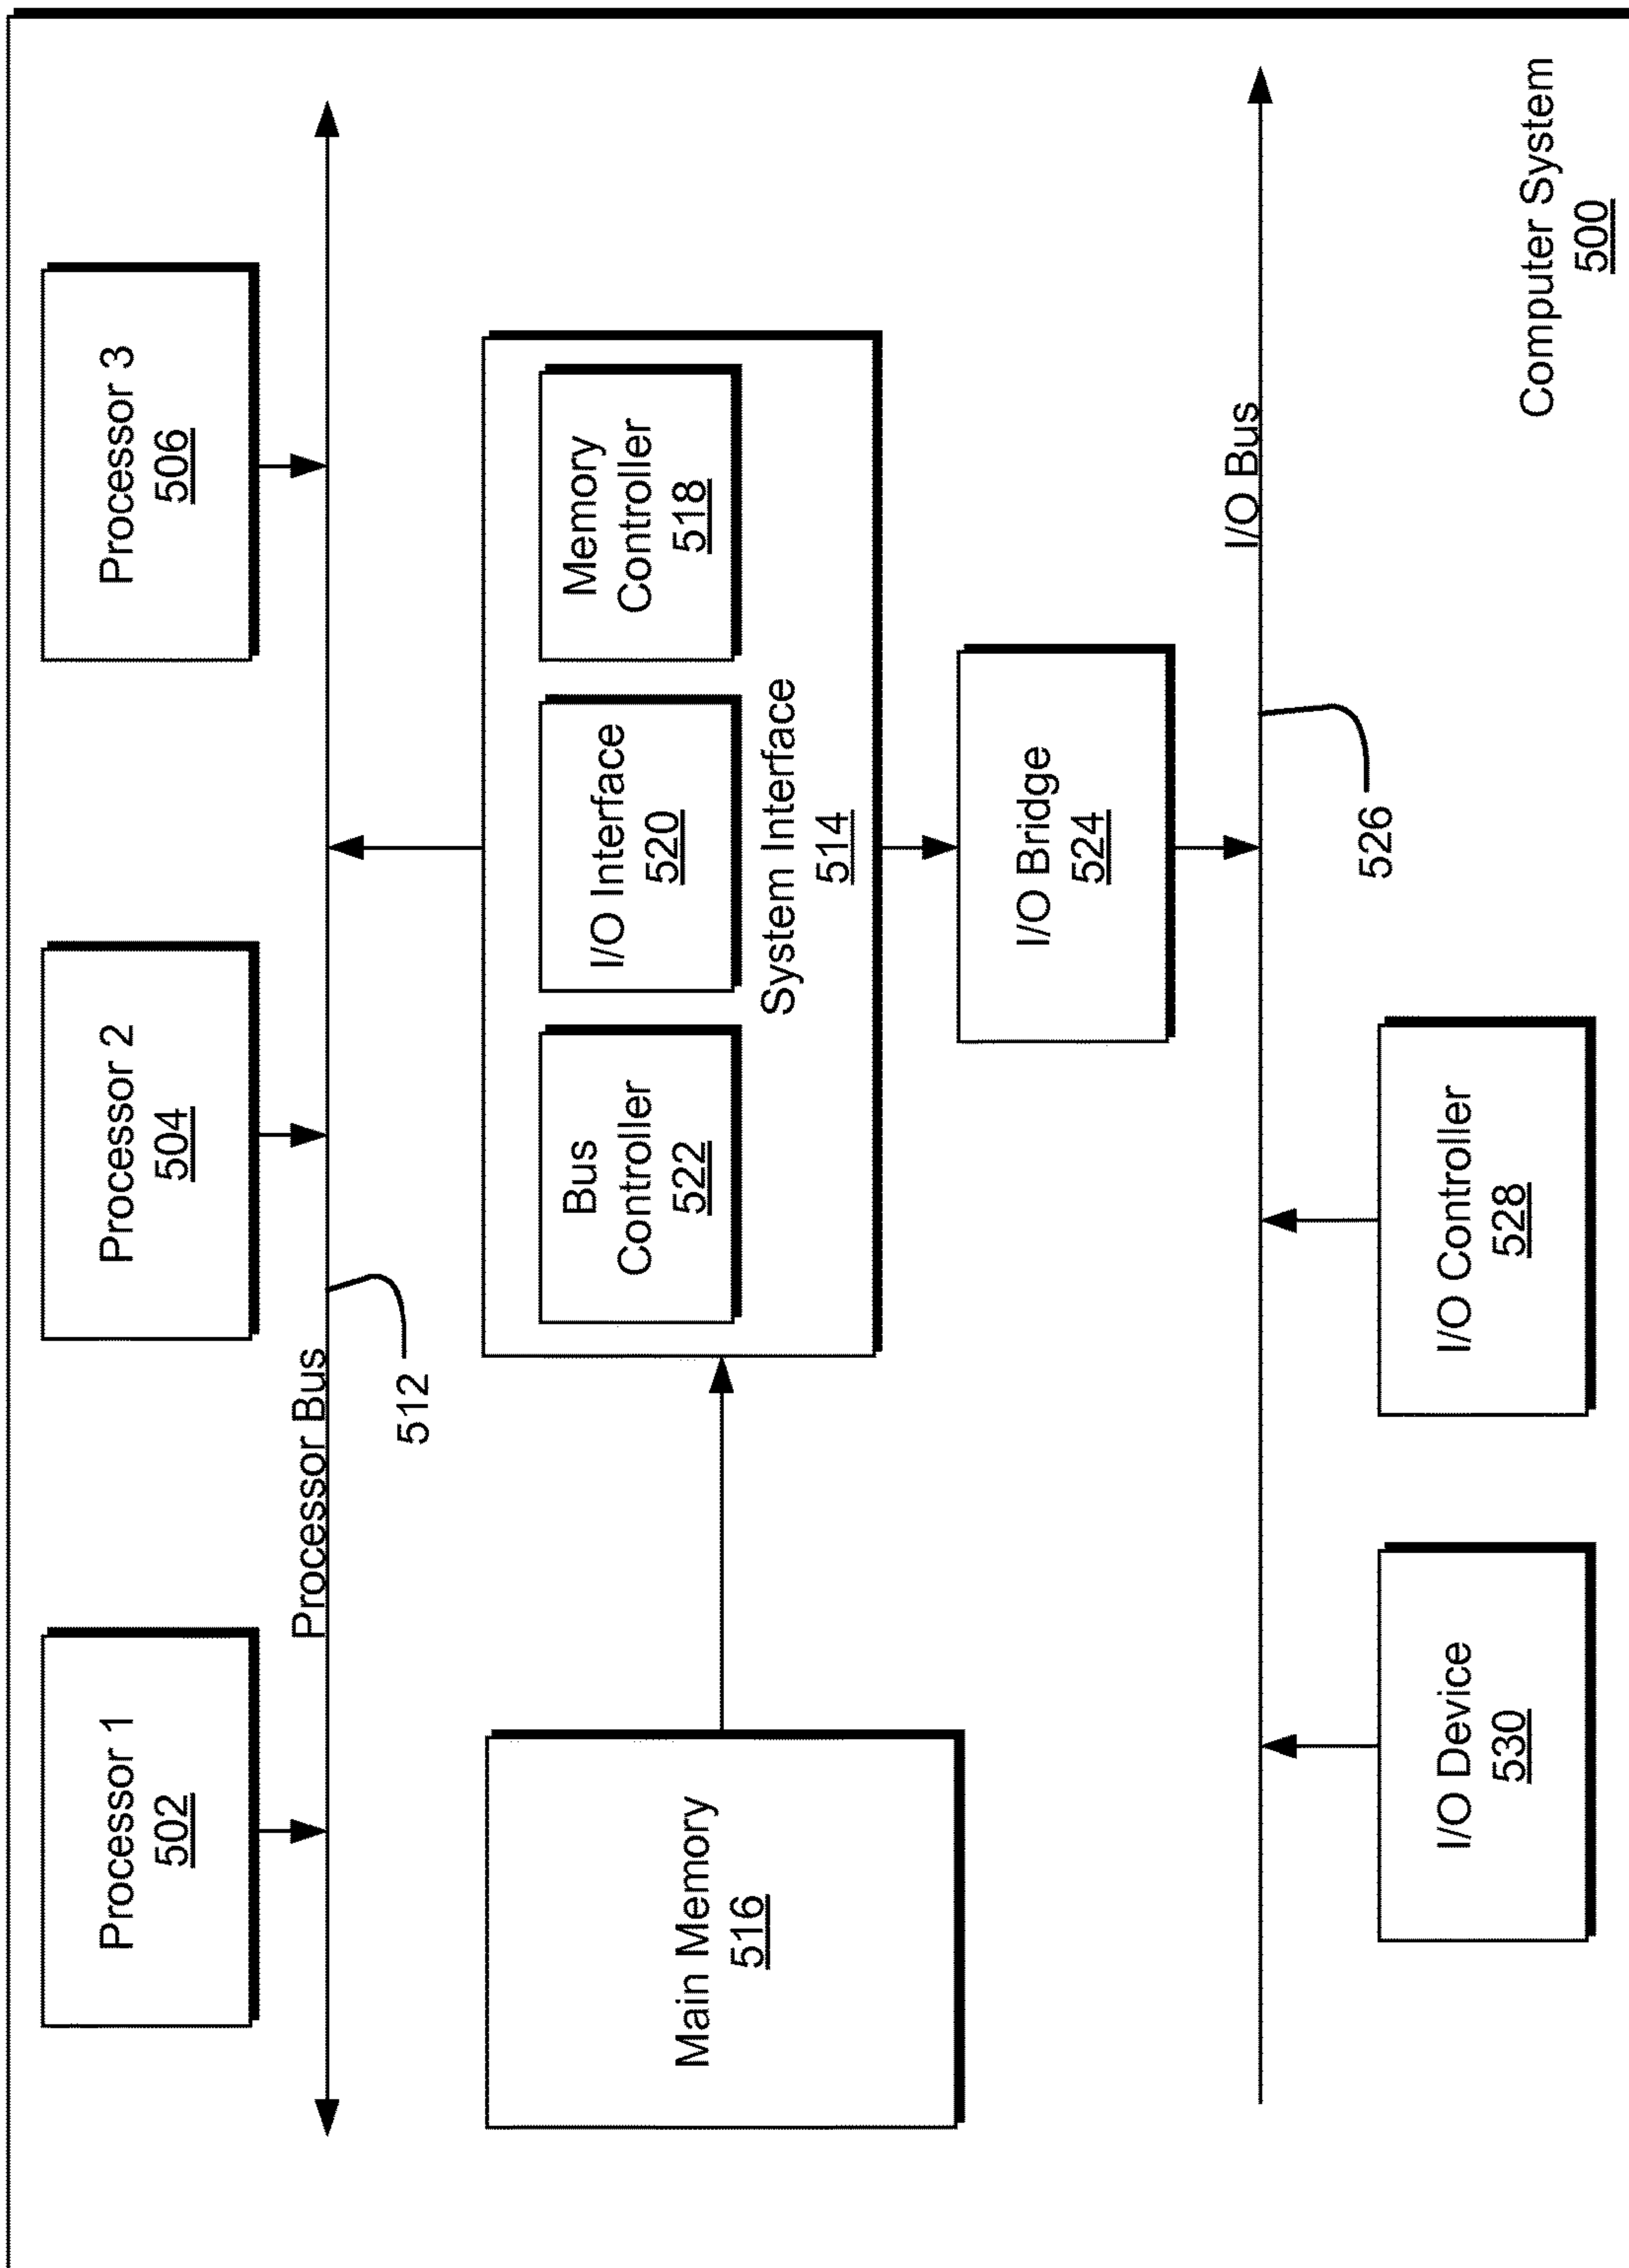 Processor 1
502
Processor 2
504
Processor 3
506
Processor Bus
512
Main Memory
516
Bus
Controller
522
I/O Interface
520
Memory
Controller
518
System Interface
514
I/O Bridge
524
I/O Bus
526
I/O Device
530
I/O Controller
528
Computer System
500